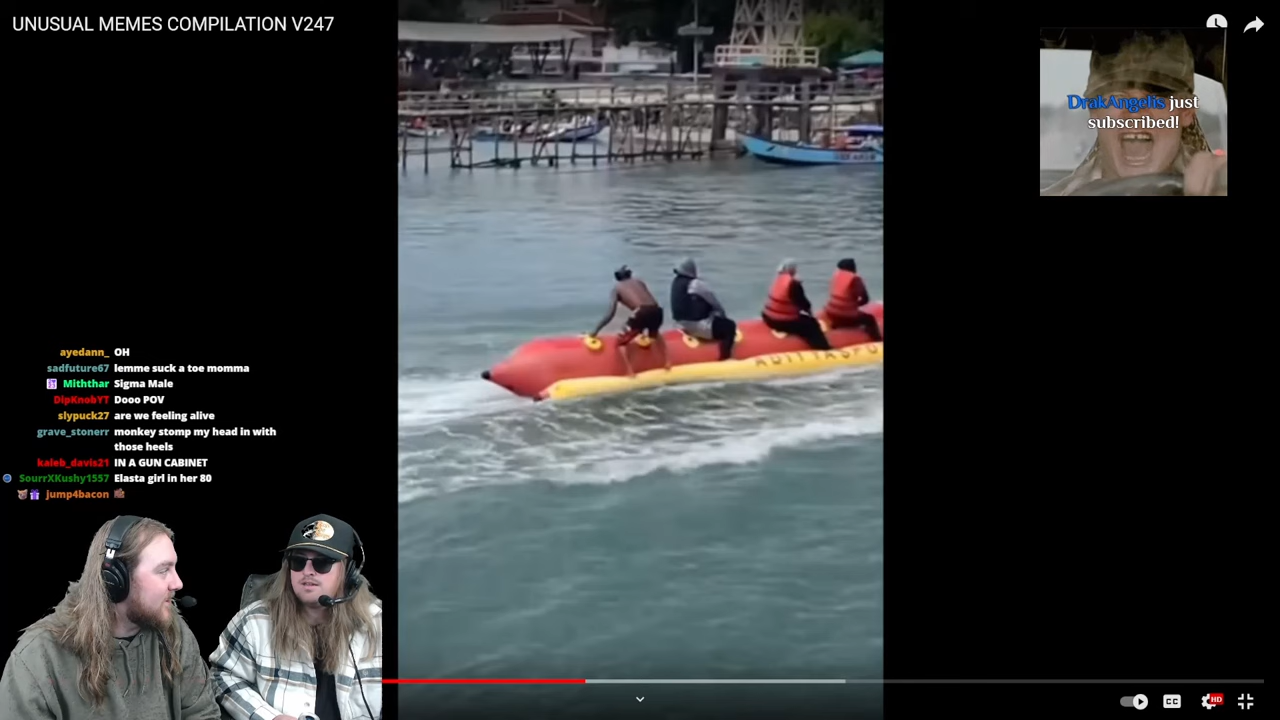 UNUSUAL MEMES COMPILATION V247
DrakAngelis just
subscribed!
ayedann_ OH
sadfuture67 lemme suck a toe momma
Miththar Sigma Male
DipKnobYT Dooo POV
slypuck27 are we feeling alive
grave_stonerr monkey stomp my head in with
those heels
kaleb_davis21 IN A GUN CABINET
SourrXKushy1557 Elasta girl in her 80
jump4bacon
CC
HD